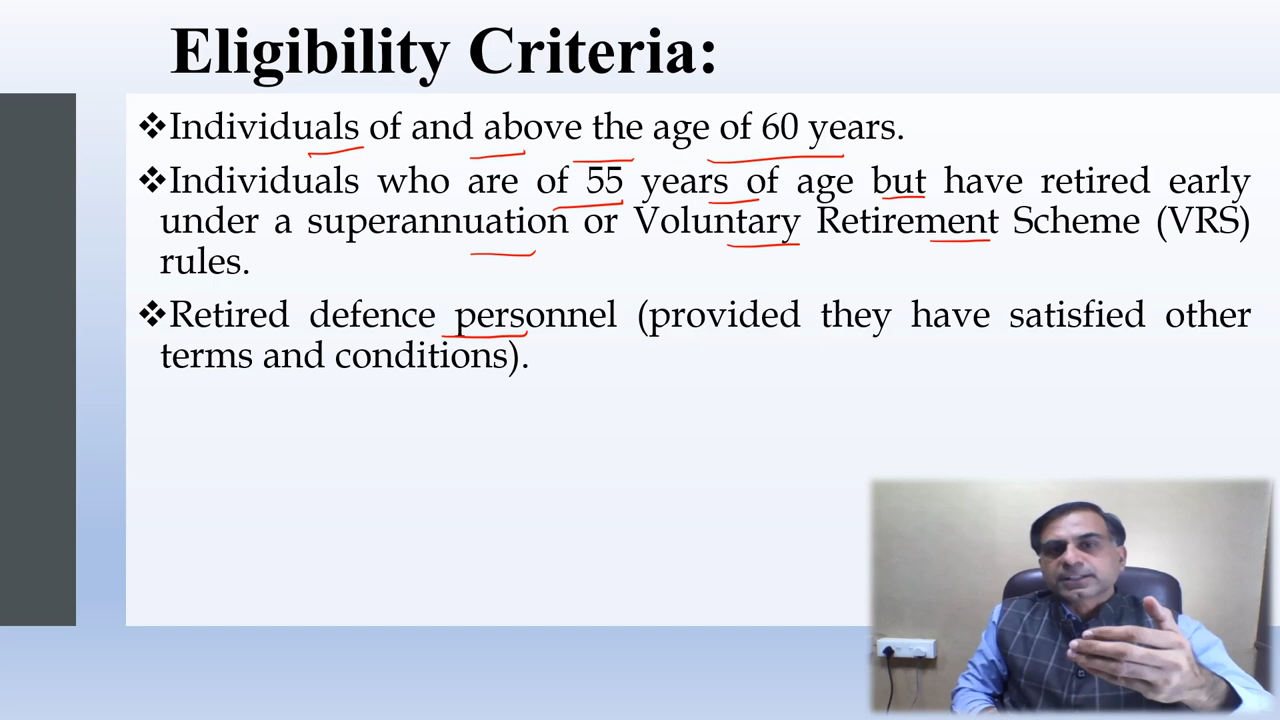 Eligibility Criteria:
❖Individuals of and above the age of 60 years.
❖Individuals who are of 55 years of age but have retired early
under a superannuation or Voluntary Retirement Scheme (VRS)
rules.
❖Retired defence personnel (provided they have satisfied other
terms and conditions).